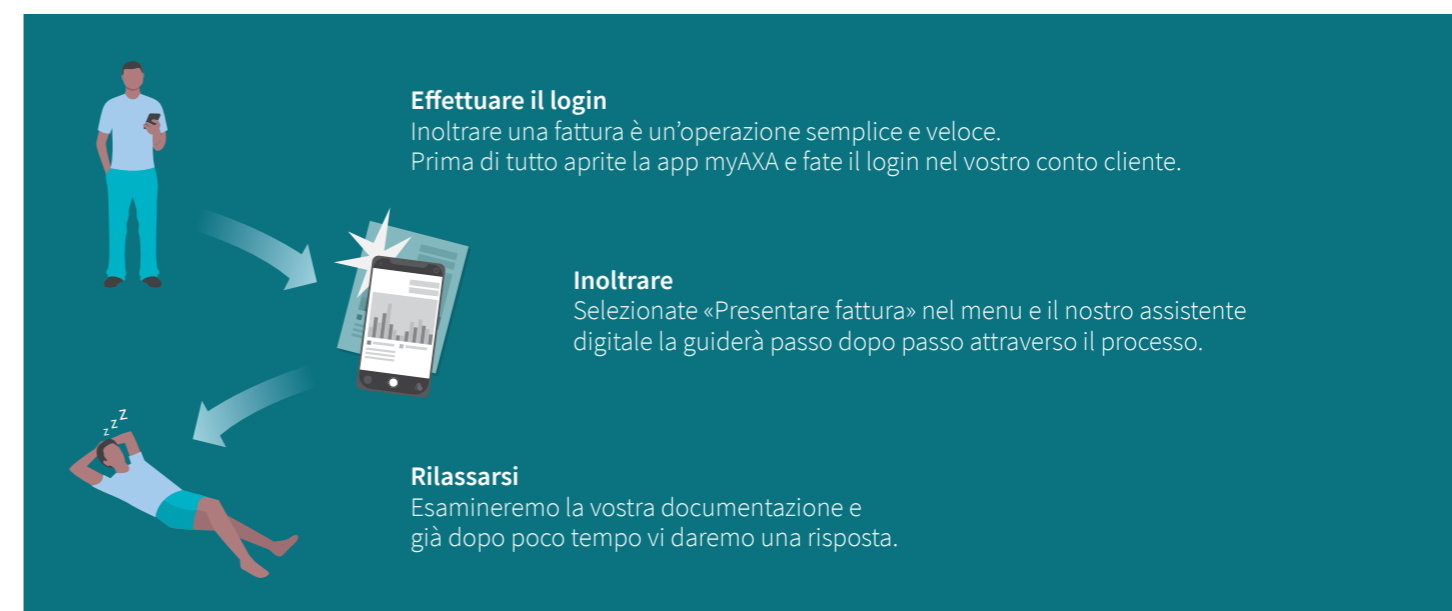 Effettuare il login
Inoltrare una fattura è un’operazione semplice e veloce.
Prima di tutto aprite la app myAXA e fate il login nel vostro conto cliente.
Inoltrare
Selezionate «Presentare fattura» nel menu e il nostro assistente
digitale la guiderà passo dopo passo attraverso il processo.
z z Z
Rilassarsi
Esamineremo la vostra documentazione e
già dopo poco tempo vi daremo una risposta.